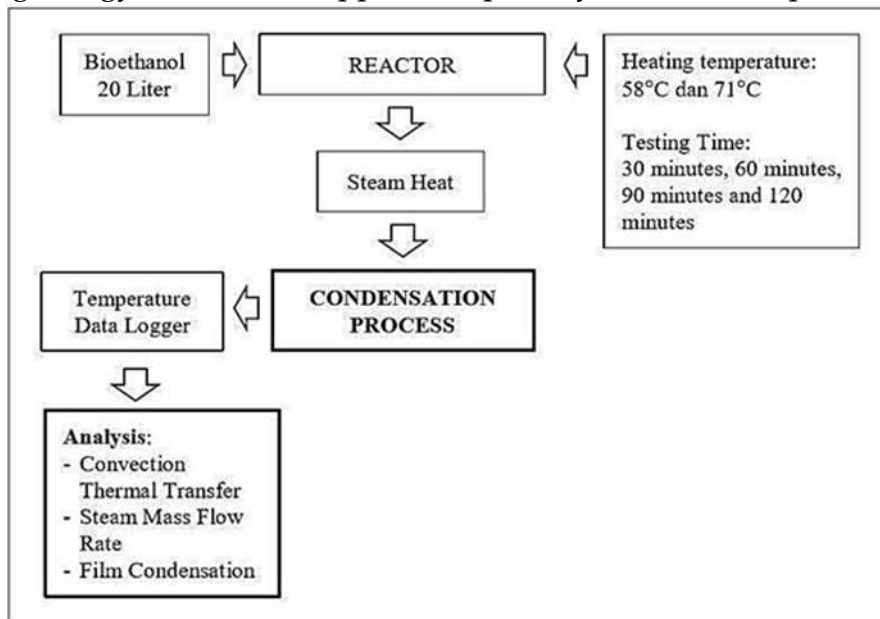 Bioethanol
20 Liter
REACTOR
Heating temperature:
58°C dan 71°C
Testing Time:
30 minutes, 60 minutes,
90 minutes and 120
minutes
Steam Heat
Temperature
Data Logger
CONDENSATION
PROCESS
Analysis:
- Convection
Thermal Transfer
- Steam Mass Flow
Rate
- Film Condensation